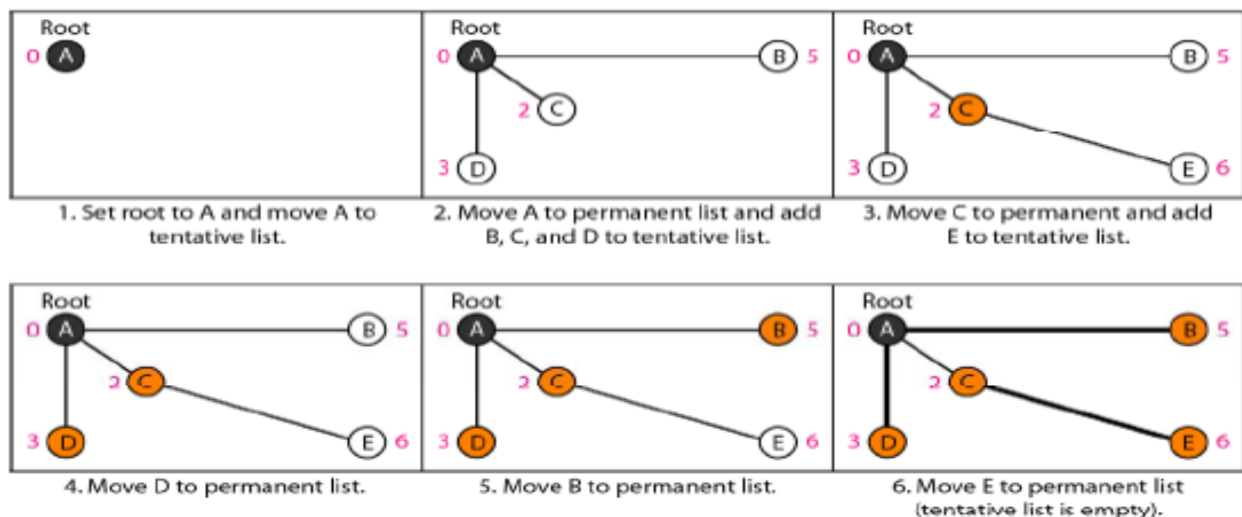 Root
0 A
1. Set root to A and move A to
tentative list.
Root
0 A B 5
2 C
3 D
2. Move A to permanent list and add
B, C, and D to tentative list.
Root
0 A B 5
2 C
3 D E 6
3. Move C to permanent and add
E to tentative list.
Root
0 A B 5
2 C
3 D E 6
4. Move D to permanent list.
Root
0 A B 5
2 C
3 D E 6
5. Move B to permanent list.
Root
0 A B 5
2 C
3 D E 6
6. Move E to permanent list
(tentative list is empty).